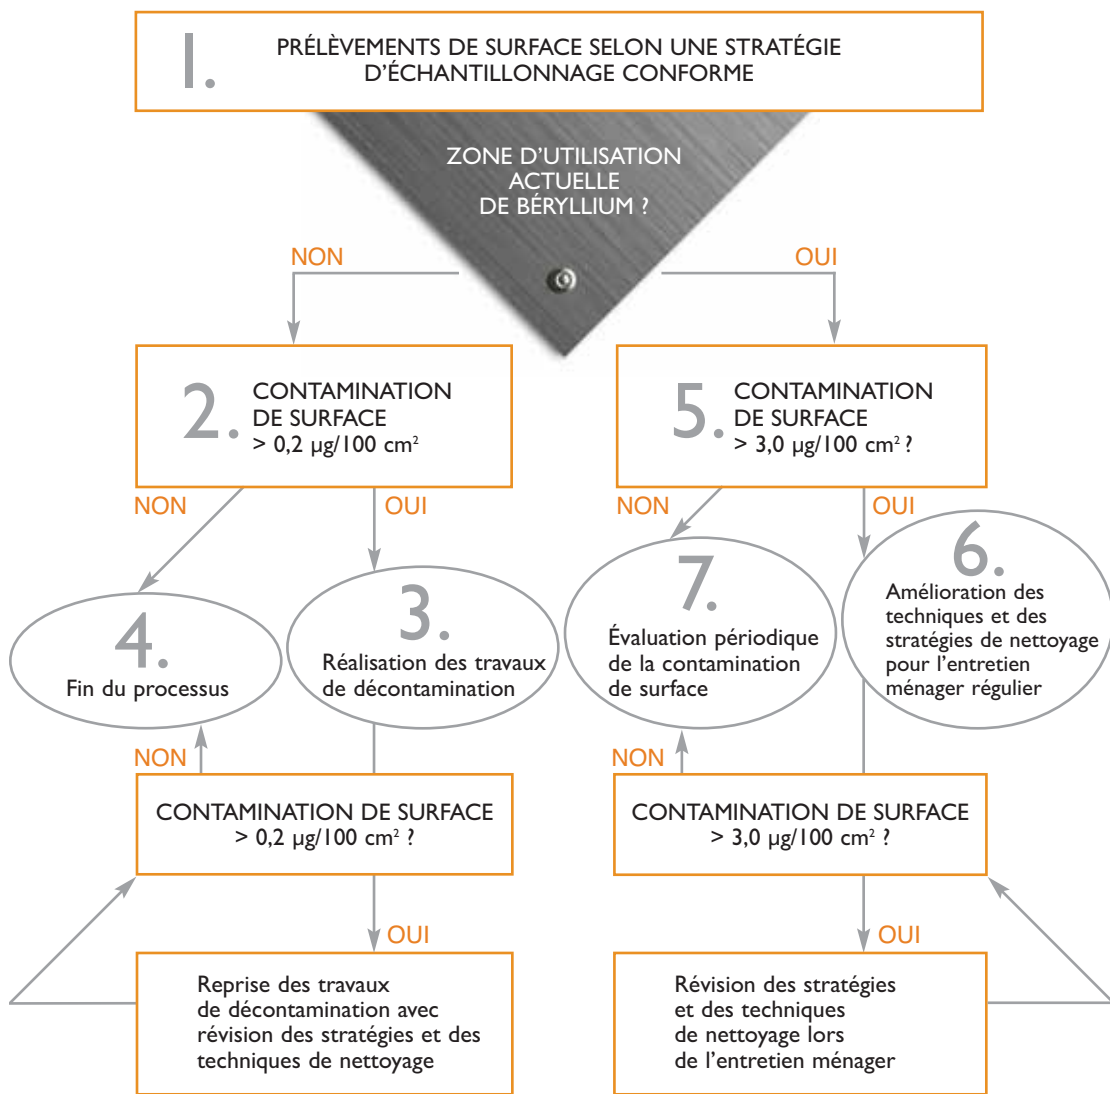 1.
PRÉLÈVEMENTS DE SURFACE SELON UNE STRATÉGIE
D'ÉCHANTILLONNAGE CONFORME
ZONE D'UTILISATION
ACTUELLE
DE BÉRYLLIUM ?
NON
OUI
2.
CONTAMINATION
DE SURFACE
> 0,2 µg/100 cm²
5.
CONTAMINATION
DE SURFACE
> 3,0 µg/100 cm² ?
NON
OUI
NON
OUI
4.
Fin du processus
3.
Réalisation des travaux
de décontamination
7.
Évaluation périodique
de la contamination
de surface
6.
Amélioration des
techniques et des
stratégies de nettoyage
pour l'entretien
ménager régulier
NON
CONTAMINATION DE SURFACE
> 0,2 µg/100 cm² ?
NON
CONTAMINATION DE SURFACE
> 3,0 µg/100 cm² ?
OUI
Reprise des travaux
de décontamination avec
révision des stratégies et des
techniques de nettoyage
OUI
Révision des stratégies
et des techniques
de nettoyage lors
de l'entretien ménager